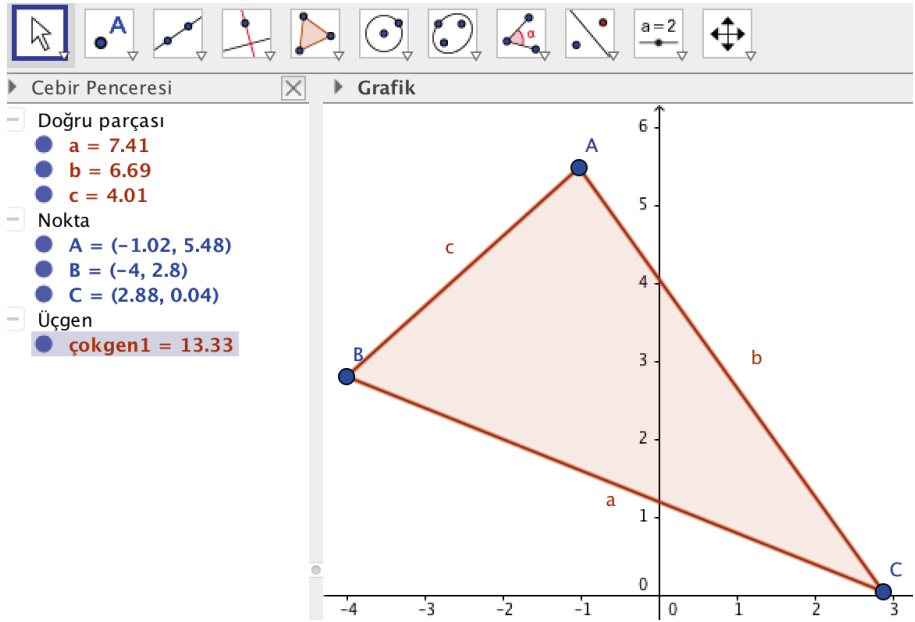 A
α
a=2
Cebir Penceresi
Grafik
Doğru parçası
a = 7.41
b = 6.69
c = 4.01
Nokta
A = (-1.02, 5.48)
B = (-4, 2.8)
C = (2.88, 0.04)
Üçgen
çokgen1 = 13.33
6
A
5
c
4
B
3
b
2
a
1
C
0
-4 -3 -2 -1 0 1 2 3